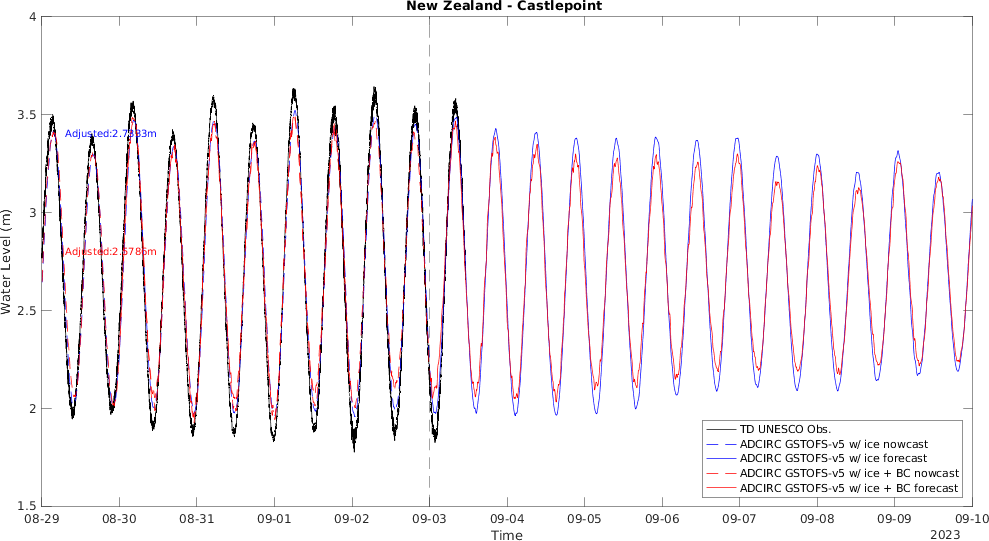 New Zealand - Castlepoint
Water Level (m)
4
3.5
3
2.5
2
1.5
Adjusted:2.7383m
Adjusted:2.6786m
TD UNESCO Obs.
ADCIRC GSTOFS-v5 w/ ice nowcast
ADCIRC GSTOFS-v5 w/ ice forecast
ADCIRC GSTOFS-v5 w/ ice + BC nowcast
ADCIRC GSTOFS-v5 w/ ice + BC forecast
08-29 08-30 08-31 09-01 09-02 09-03 09-04 09-05 09-06 09-07 09-08 09-09 09-10
Time
2023